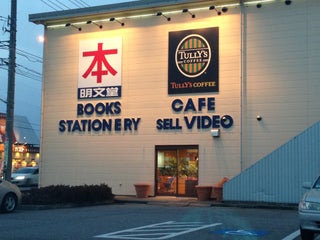 本
明文堂
BOOKS
STATIONERY
TULLY'S
COFFEE
TULLY'S COFFEE
CAFE
SELL VIDEO